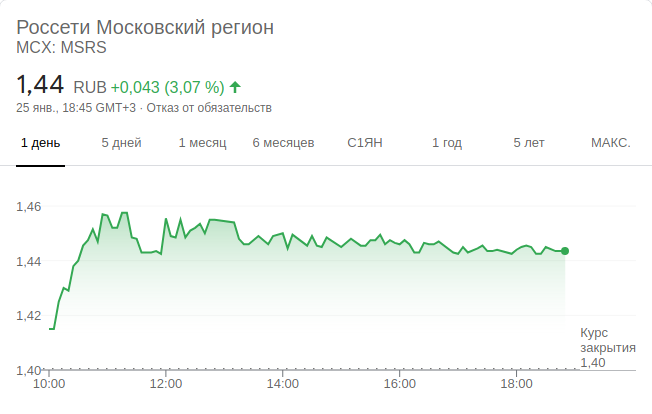 Россети Московский регион
MCX: MSRS
1,44 RUB +0,043 (3,07 %)
25 янв., 18:45 GMT+3 · Отказ от обязательств
1 день 5 дней 1 месяц 6 месяцев С1ЯН 1 год 5 лет МАКС.
1,46
1,44
1,42
1,40
Курс
закрытия
1,40
10:00 12:00 14:00 16:00 18:00